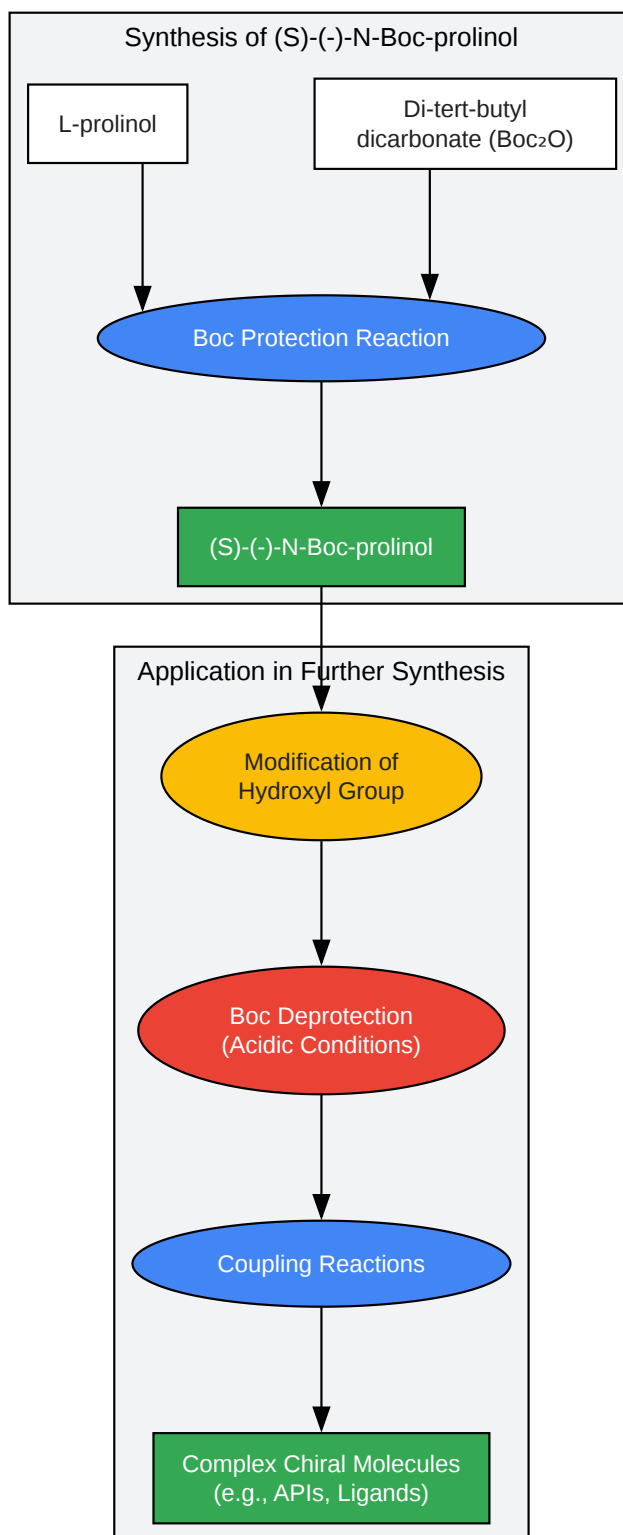 Synthesis of (S)-(-)-N-Boc-prolinol
L-prolinol
Di-tert-butyl
dicarbonate (Boc₂O)
Boc Protection Reaction
(S)-(-)-N-Boc-prolinol
Application in Further Synthesis
Modification of
Hydroxyl Group
Boc Deprotection
(Acidic Conditions)
Coupling Reactions
Complex Chiral Molecules
(e.g., APIs, Ligands)